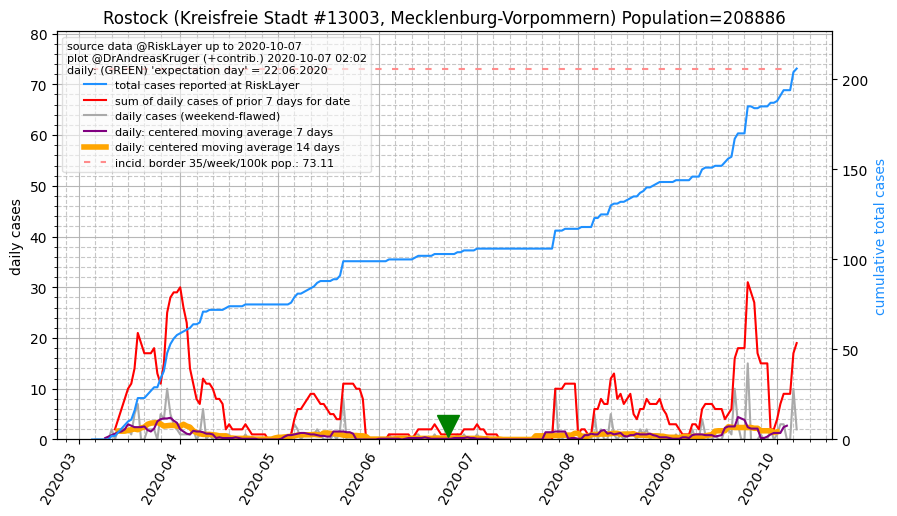 Rostock (Kreisfreie Stadt #13003, Mecklenburg-Vorpommern) Population=208886
source data @RiskLayer up to 2020-10-07
plot @DrAndreasKruger (+contrib.) 2020-10-07 02:02
daily: (GREEN) 'expectation day' = 22.06.2020
total cases reported at RiskLayer
sum of daily cases of prior 7 days for date
daily cases (weekend-flawed)
daily: centered moving average 7 days
daily: centered moving average 14 days
incid. border 35/week/100k pop.: 73.11
daily cases
80
70
60
50
40
30
20
10
0
cumulative total cases
200
150
100
50
0
2020-03
2020-04
2020-05
2020-06
2020-07
2020-08
2020-09
2020-10